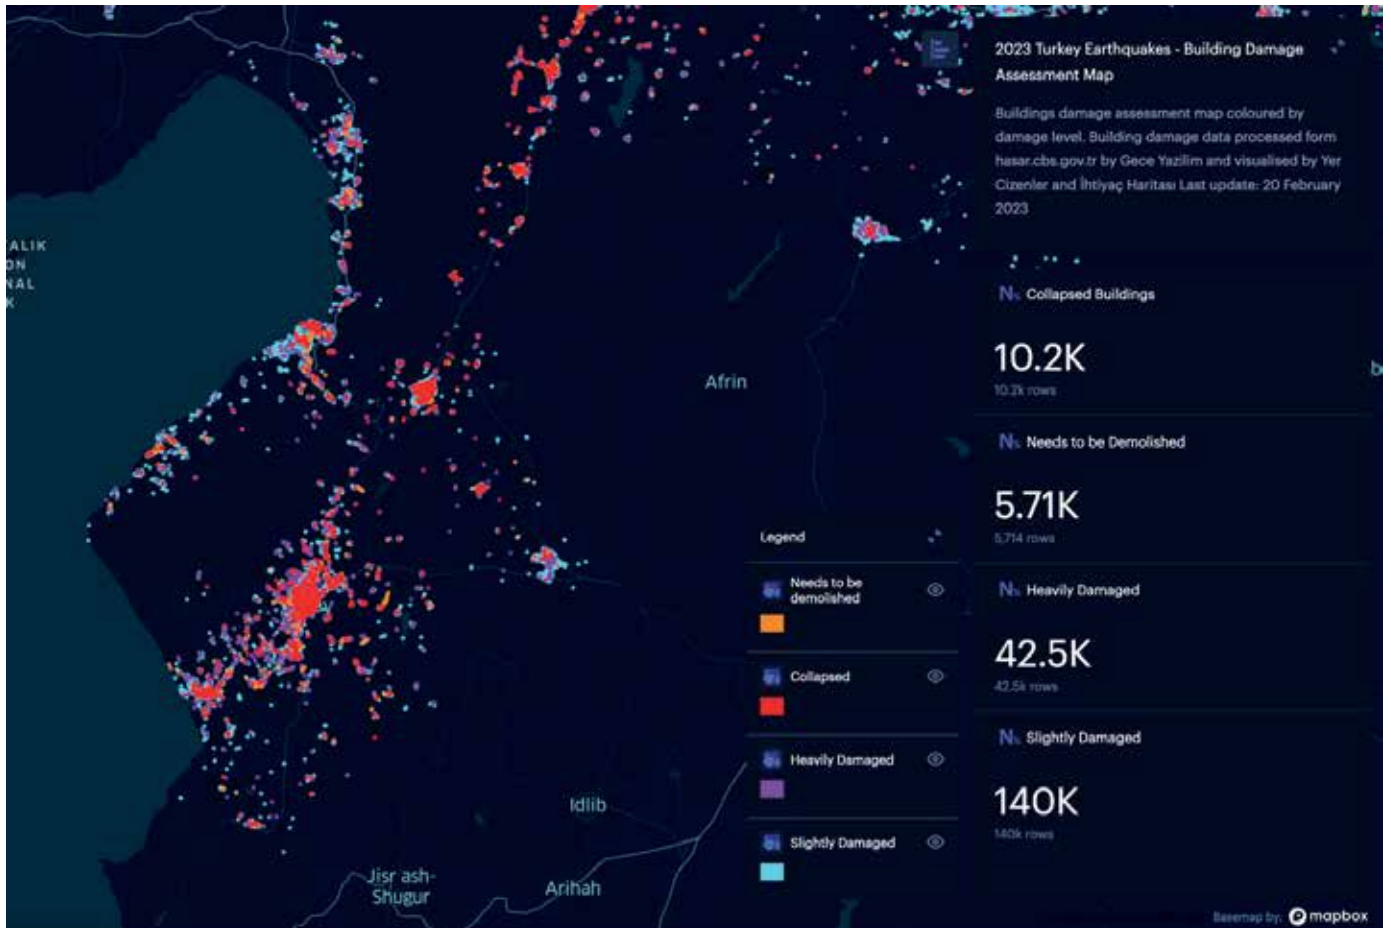 ALIK
ON
NAL
K
Afrin
Idlib
Jisr ash-
Shugur
Arihah
Legend
Needs to be
demolished
Collapsed
Heavily Damaged
Slightly Damaged
2023 Turkey Earthquakes - Building Damage
Assessment Map
Buildings damage assessment map coloured by
damage level. Building damage data processed form
hasar.cbs.gov.tr by Gece Yazilim and visualised by Yer
Cizenler and İhtiyaç Haritası Last update: 20 February
2023
Collapsed Buildings
10.2K
10.2k rows
Needs to be Demolished
5.71K
5,714 rows
Heavily Damaged
42.5K
42.5k rows
Slightly Damaged
140K
140k rows
Basemap by: mapbox